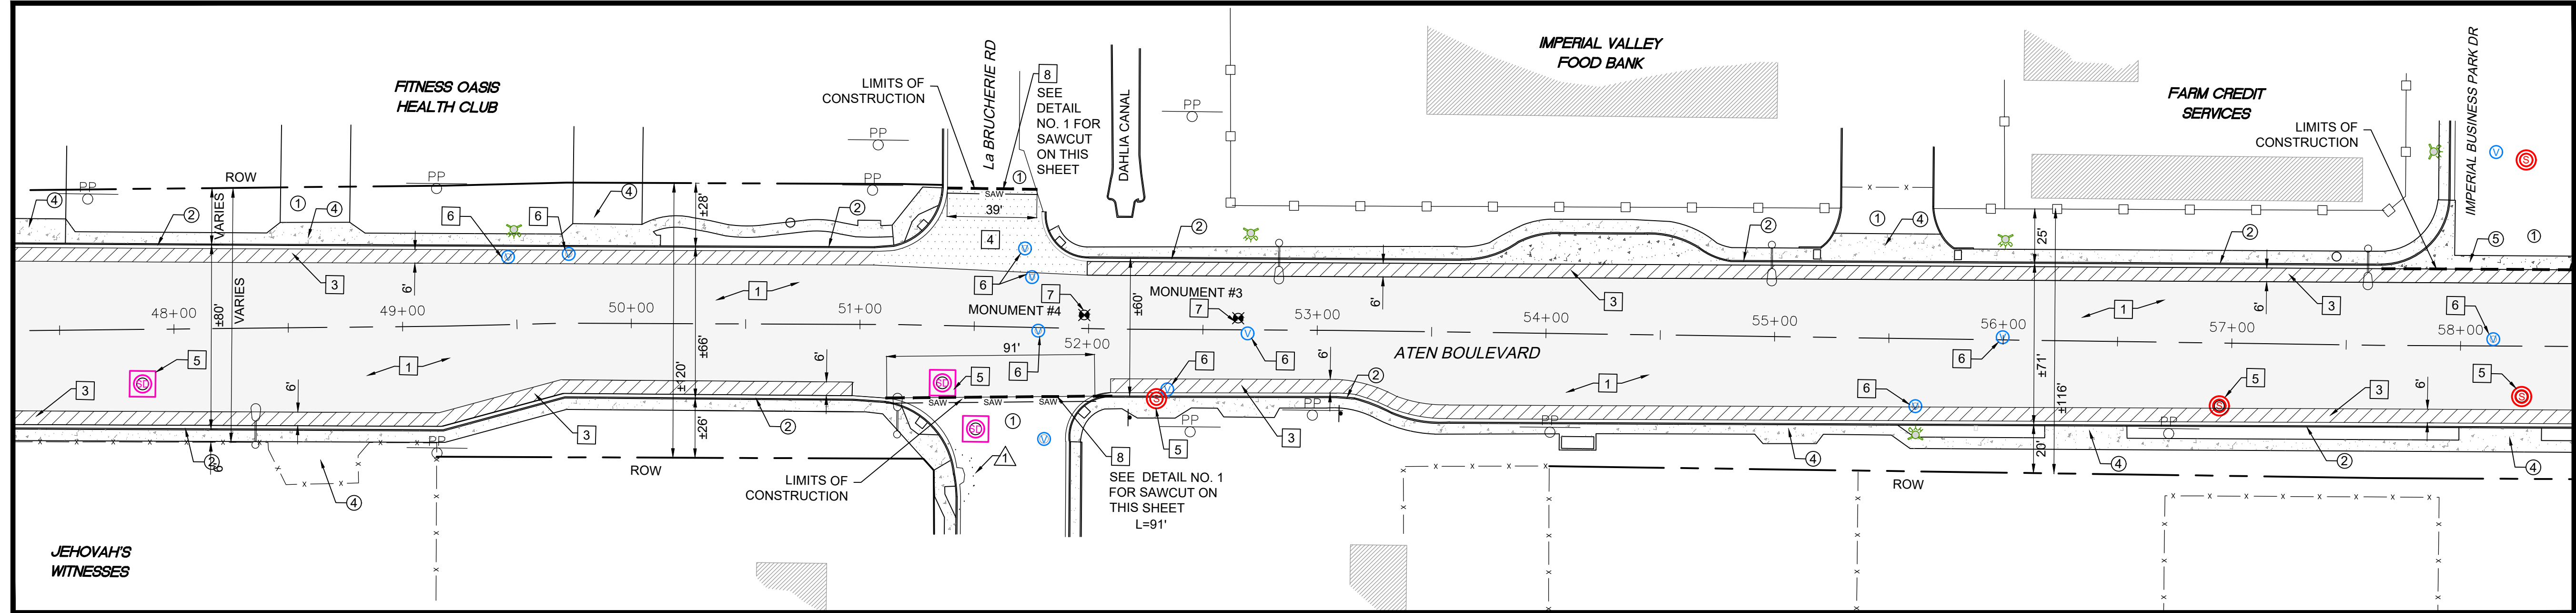 FITNESS OASIS
HEALTH CLUB
LIMITS OF
CONSTRUCTION
La BRUCHERIE RD
8
SEE
DETAIL
NO. 1 FOR
SAWCUT
ON THIS
SHEET
DAHLIA CANAL
PP
IMPERIAL VALLEY
FOOD BANK
FARM CREDIT
SERVICES
LIMITS OF
CONSTRUCTION
IMPERIAL BUSINESS PARK DR
V
S
PP
PP
PP
PP
ROW
VARIES
VARIES
±80'
4
2
1
4
4
6
6
2
±28'
SAW
39'
4
1
V
V
V
V
6
2
2
1
4
25'
2
5
1
3
6'
1
7
MONUMENT #4
MONUMENT #3
7
±60'
6'
3
1
6'
3
6
48+00
49+00
50+00
51+00
52+00
53+00
54+00
55+00
56+00
57+00
58+00
±66'
±120'
91'
V
6
V
6
ATEN BOULEVARD
V
6
V
±71'
±116'
5
SD
1
6'
3
6'
SD
5
SAW
SAW
SAW
V
6
S
5
6'
2
1
6
V
S
5
3
6'
5
S
3
2
2
±26'
SD
1
V
PP
3
PP
PP
4
PP
4
2
4
20'
2
6'
4
PP
ROW
LIMITS OF
CONSTRUCTION
1
8
SEE DETAIL NO. 1
FOR SAWCUT ON
THIS SHEET
L=91'
ROW
JEHOVAH'S
WITNESSES